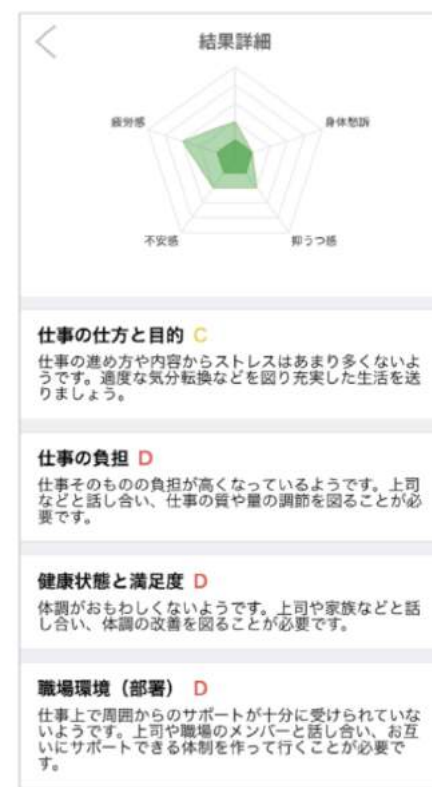 結果詳細
疲労感
身体愁訴
不安感
抑うつ感
仕事の仕方と目的 C
仕事の進め方や内容からストレスはあまり多くないよ
うです。適度な気分転換などを図り充実した生活を送
りましょう。
仕事の負担 D
仕事そのものの負担が高くなっているようです。上司
などと話し合い、仕事の質や量の調節を図ることが必
要です。
健康状態と満足度 D
体調がおもわしくないようです。上司や家族などと話
し合い、体調の改善を図ることが必要です。
職場環境（部署） D
仕事上で周囲からのサポートが十分に受けられていな
いようです。上司や職場のメンバーと話し合い、お互
いにサポートできる体制を作って行くことが必要で
す。